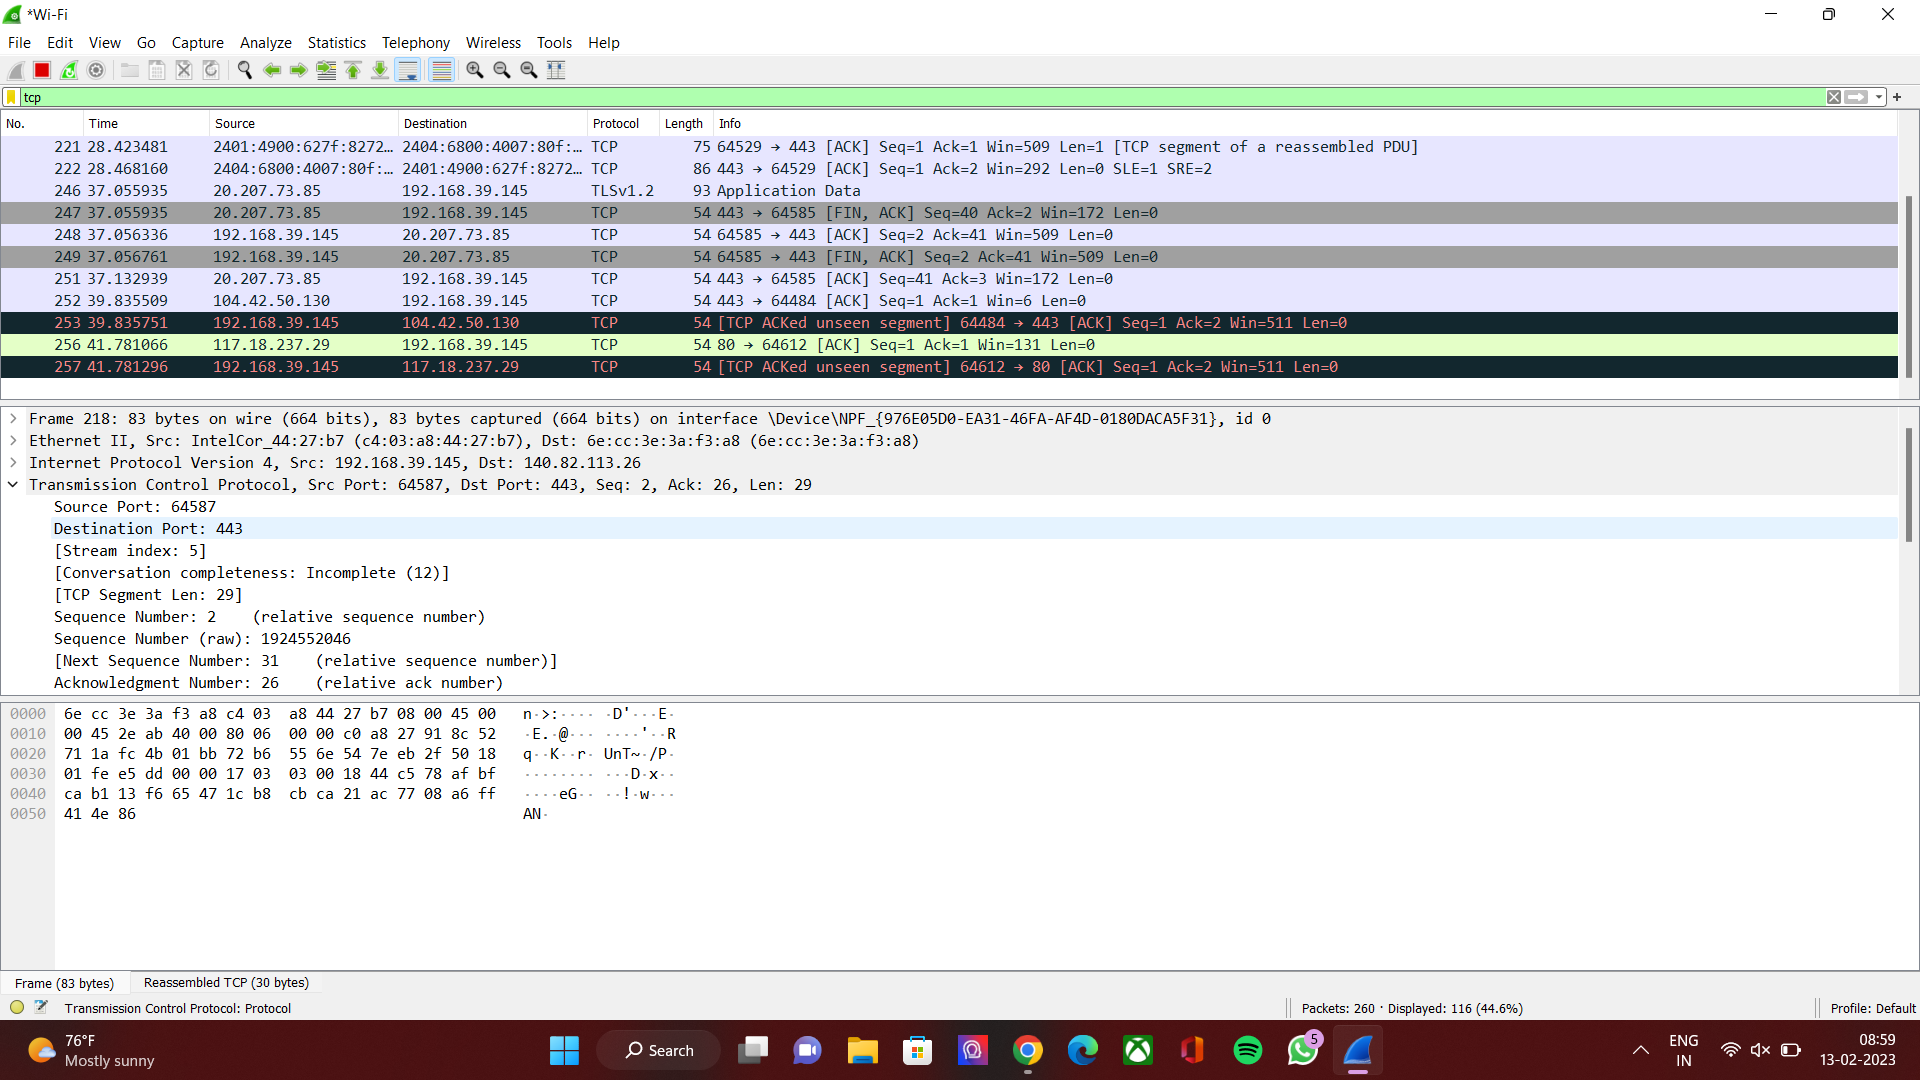 *Wi-Fi
File Edit View Go Capture Analyze Statistics Telephony Wireless Tools Help
tcp
No. Time Source Destination Protocol Length Info
221 28.423481 2401:4900:627f:8272… 2404:6800:4007:80f:… TCP 75 64529 → 443 [ACK] Seq=1 Ack=1 Win=509 Len=1 [TCP segment of a reassembled PDU]
222 28.468160 2404:6800:4007:80f:… 2401:4900:627f:8272… TCP 86 443 → 64529 [ACK] Seq=1 Ack=2 Win=292 Len=0 SLE=1 SRE=2
246 37.055935 20.207.73.85 192.168.39.145 TLSv1.2 93 Application Data
247 37.055935 20.207.73.85 192.168.39.145 TCP 54 443 → 64585 [FIN, ACK] Seq=40 Ack=2 Win=172 Len=0
248 37.056336 192.168.39.145 20.207.73.85 TCP 54 64585 → 443 [ACK] Seq=2 Ack=41 Win=509 Len=0
249 37.056761 192.168.39.145 20.207.73.85 TCP 54 64585 → 443 [FIN, ACK] Seq=2 Ack=41 Win=509 Len=0
251 37.132939 20.207.73.85 192.168.39.145 TCP 54 443 → 64585 [ACK] Seq=41 Ack=3 Win=172 Len=0
252 39.835509 104.42.50.130 192.168.39.145 TCP 54 443 → 64484 [ACK] Seq=1 Ack=1 Win=6 Len=0
253 39.835751 192.168.39.145 104.42.50.130 TCP 54 [TCP ACKed unseen segment] 64484 → 443 [ACK] Seq=1 Ack=2 Win=511 Len=0
256 41.781066 117.18.237.29 192.168.39.145 TCP 54 80 → 64612 [ACK] Seq=1 Ack=1 Win=131 Len=0
257 41.781296 192.168.39.145 117.18.237.29 TCP 54 [TCP ACKed unseen segment] 64612 → 80 [ACK] Seq=1 Ack=2 Win=511 Len=0
Frame 218: 83 bytes on wire (664 bits), 83 bytes captured (664 bits) on interface \Device\NPF_{976E05D0-EA31-46FA-AF4D-0180DACA5F31}, id 0
Ethernet II, Src: IntelCor_44:27:b7 (c4:03:a8:44:27:b7), Dst: 6e:cc:3e:3a:f3:a8 (6e:cc:3e:3a:f3:a8)
Internet Protocol Version 4, Src: 192.168.39.145, Dst: 140.82.113.26
Transmission Control Protocol, Src Port: 64587, Dst Port: 443, Seq: 2, Ack: 26, Len: 29
Source Port: 64587
Destination Port: 443
[Stream index: 5]
[Conversation completeness: Incomplete (12)]
[TCP Segment Len: 29]
Sequence Number: 2 (relative sequence number)
Sequence Number (raw): 1924552046
[Next Sequence Number: 31 (relative sequence number)]
Acknowledgment Number: 26 (relative ack number)
0000 6e cc 3e 3a f3 a8 c4 03 a8 44 27 b7 08 00 45 00 n·>:···· ·D'···E·
0010 00 45 2e ab 40 00 80 06 00 00 c0 a8 27 91 8c 52 ·E.·@··· ····'··R
0020 71 1a fc 4b 01 bb 72 b6 55 6e 54 7e eb 2f 50 18 q··K··r· UnT~·/P·
0030 01 fe e5 dd 00 00 17 03 03 00 18 44 c5 78 af bf ········ ···D·x··
0040 ca b1 13 f6 65 47 1c b8 cb ca 21 ac 77 08 a6 ff ····eG·· ··!·w···
0050 41 4e 86 AN·
Frame (83 bytes) Reassembled TCP (30 bytes)
Transmission Control Protocol: Protocol Packets: 260 · Displayed: 116 (44.6%) Profile: Default
76°F
Mostly sunny
Search
5
ENG
IN
08:59
13-02-2023